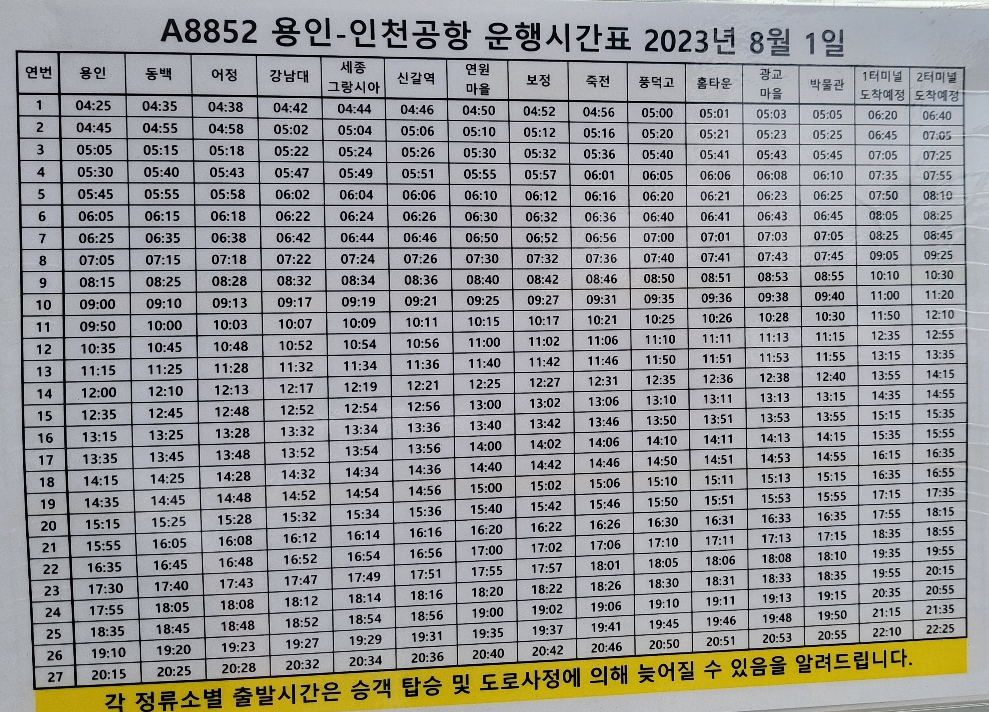 A8852 용인-인천공항 운행시간표 2023년 8월 1일
연번 용인 동백 어정 강남대 세종 그랑시아 신갈역 연원 마을 보정 죽전 풍덕고 홈타운 광교 마을 박물관 1터미널 도착예정 2터미널 도착예정
1 04:25 04:35 04:38 04:42 04:44 04:46 04:50 04:52 04:56 05:00 05:01 05:03 05:05 06:20 06:40
2 04:45 04:55 04:58 05:02 05:04 05:06 05:10 05:12 05:16 05:20 05:21 05:23 05:25 06:45 07:05
3 05:05 05:15 05:18 05:22 05:24 05:26 05:30 05:32 05:36 05:40 05:41 05:43 05:45 07:05 07:25
4 05:30 05:40 05:43 05:47 05:49 05:51 05:55 05:57 06:01 06:05 06:06 06:08 06:10 07:35 07:55
5 05:45 05:55 05:58 06:02 06:04 06:06 06:10 06:12 06:16 06:20 06:21 06:23 06:25 07:50 08:10
6 06:05 06:15 06:18 06:22 06:24 06:26 06:30 06:32 06:36 06:40 06:41 06:43 06:45 08:05 08:25
7 06:25 06:35 06:38 06:42 06:44 06:46 06:50 06:52 06:56 07:00 07:01 07:03 07:05 08:25 08:45
8 07:05 07:15 07:18 07:22 07:24 07:26 07:30 07:32 07:36 07:40 07:41 07:43 07:45 09:05 09:25
9 08:15 08:25 08:28 08:32 08:34 08:36 08:40 08:42 08:46 08:50 08:51 08:53 08:55 10:10 10:30
10 09:00 09:10 09:13 09:17 09:19 09:21 09:25 09:27 09:31 09:35 09:36 09:38 09:40 11:00 11:20
11 09:50 10:00 10:03 10:07 10:09 10:11 10:15 10:17 10:21 10:25 10:26 10:28 10:30 11:50 12:10
12 10:35 10:45 10:48 10:52 10:54 10:56 11:00 11:02 11:06 11:10 11:11 11:13 11:15 12:35 12:55
13 11:15 11:25 11:28 11:32 11:34 11:36 11:40 11:42 11:46 11:50 11:51 11:53 11:55 13:15 13:35
14 12:00 12:10 12:13 12:17 12:19 12:21 12:25 12:27 12:31 12:35 12:36 12:38 12:40 13:55 14:15
15 12:35 12:45 12:48 12:52 12:54 12:56 13:00 13:02 13:06 13:10 13:11 13:13 13:15 14:35 14:55
16 13:15 13:25 13:28 13:32 13:34 13:36 13:40 13:42 13:46 13:50 13:51 13:53 13:55 15:15 15:35
17 13:35 13:45 13:48 13:52 13:54 13:56 14:00 14:02 14:06 14:10 14:11 14:13 14:15 15:35 15:55
18 14:15 14:25 14:28 14:32 14:34 14:36 14:40 14:42 14:46 14:50 14:51 14:53 14:55 16:15 16:35
19 14:35 14:45 14:48 14:52 14:54 14:56 15:00 15:02 15:06 15:10 15:11 15:13 15:15 16:35 16:55
20 15:15 15:25 15:28 15:32 15:34 15:36 15:40 15:42 15:46 15:50 15:51 15:53 15:55 17:15 17:35
21 15:55 16:05 16:08 16:12 16:14 16:16 16:20 16:22 16:26 16:30 16:31 16:33 16:35 17:55 18:15
22 16:35 16:45 16:48 16:52 16:54 16:56 17:00 17:02 17:06 17:10 17:11 17:13 17:15 18:35 18:55
23 17:30 17:40 17:43 17:47 17:49 17:51 17:55 17:57 18:01 18:05 18:06 18:08 18:10 19:35 19:55
24 17:55 18:05 18:08 18:12 18:14 18:16 18:20 18:22 18:26 18:30 18:31 18:33 18:35 19:55 20:15
25 18:35 18:45 18:48 18:52 18:54 18:56 19:00 19:02 19:06 19:10 19:11 19:13 19:15 20:35 20:55
26 19:10 19:20 19:23 19:27 19:29 19:31 19:35 19:37 19:41 19:45 19:46 19:48 19:50 21:15 21:35
27 20:15 20:25 20:28 20:32 20:34 20:36 20:40 20:42 20:46 20:50 20:51 20:53 20:55 22:10 22:25
각 정류소별 출발시간은 승객 탑승 및 도로사정에 의해 늦어질 수 있음을 알려드립니다.